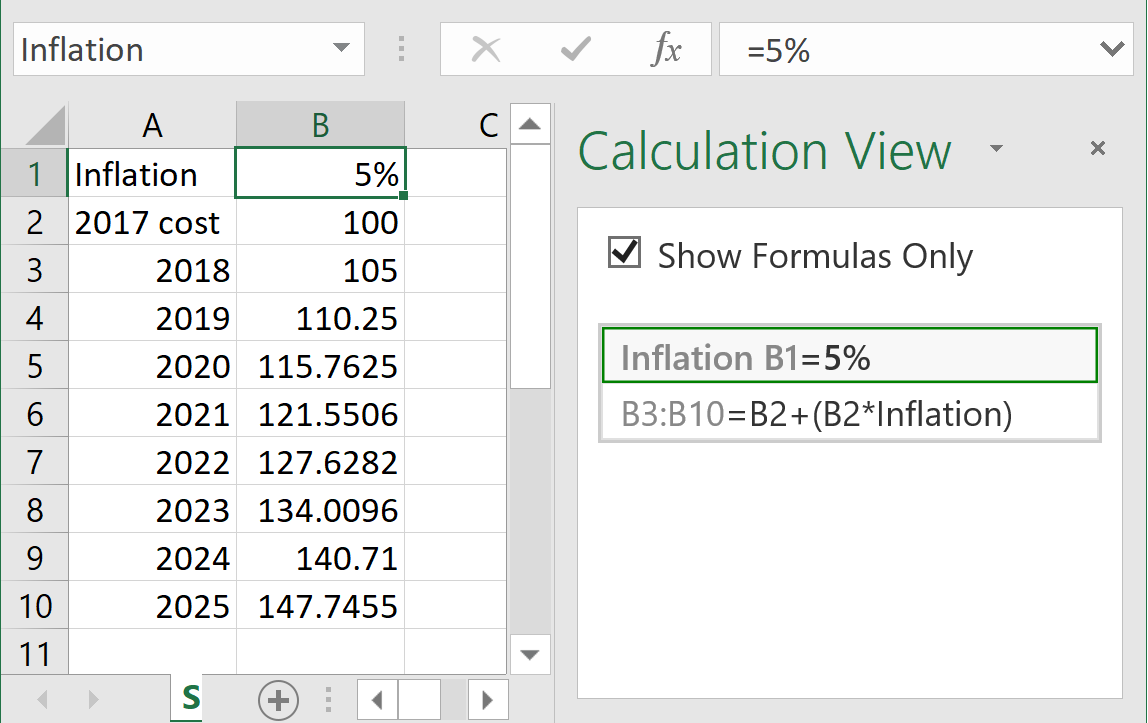 Inflation fx =5%
A B C
Calculation View
1 Inflation 5%
2 2017 cost 100
Show Formulas Only
3 2018 105
4 2019 110.25
Inflation B1=5%
5 2020 115.7625
B3:B10=B2+(B2*Inflation)
6 2021 121.5506
7 2022 127.6282
8 2023 134.0096
9 2024 140.71
10 2025 147.7455
11
S